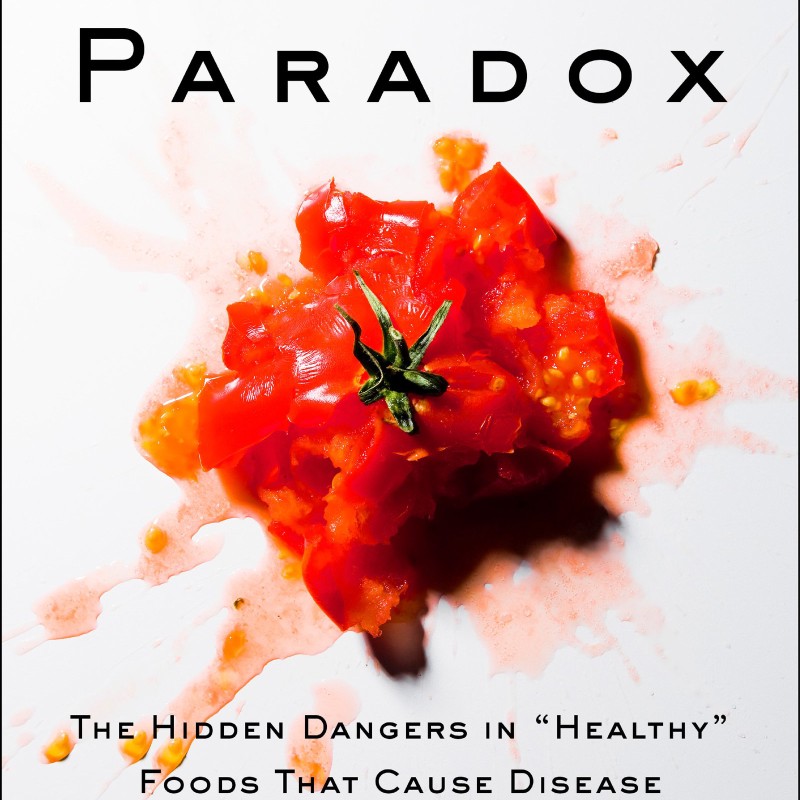 PARADOX
THE HIDDEN DANGERS IN “HEALTHY”
FOODS THAT CAUSE DISEASE